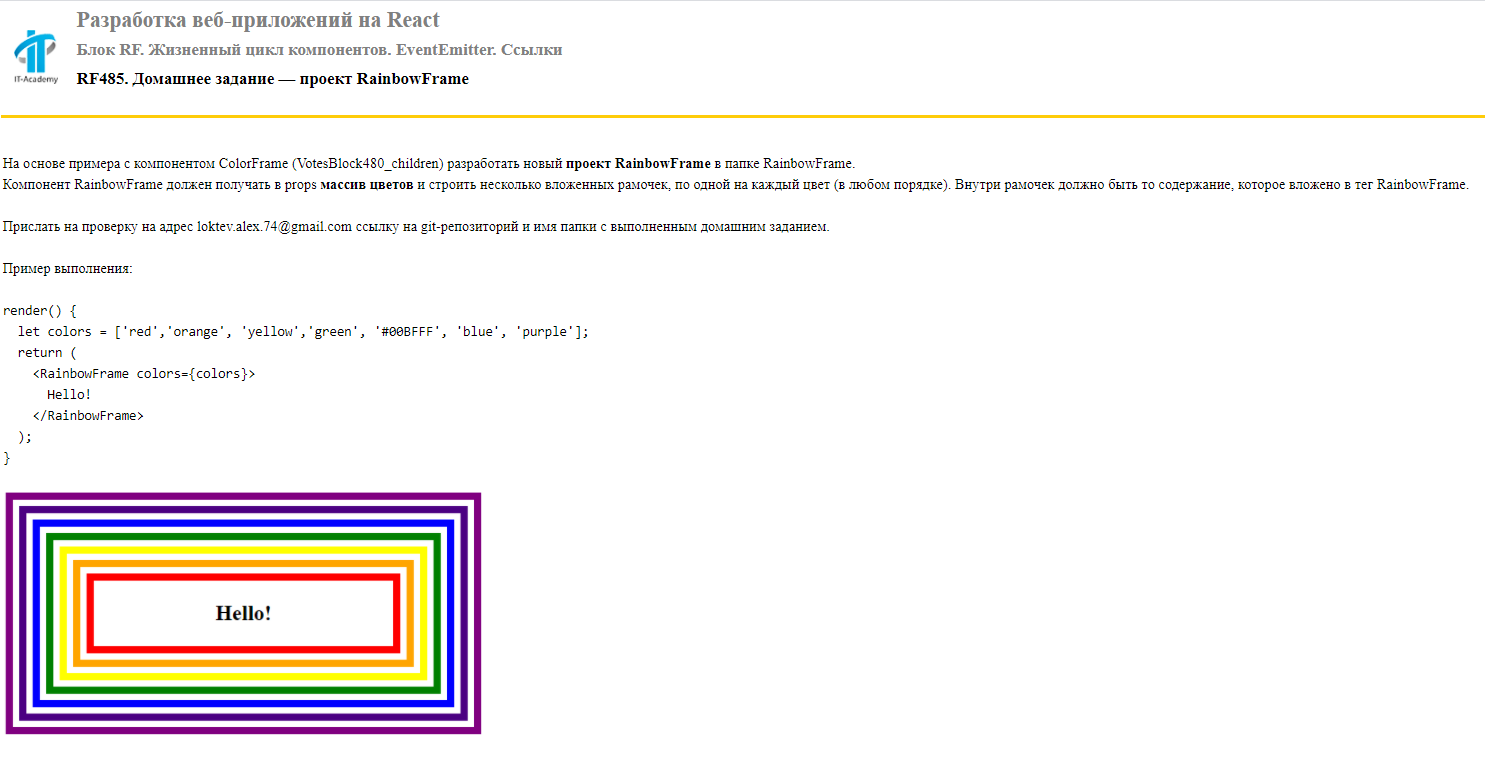 Разработка веб-приложений на React
Блок RF. Жизненный цикл компонентов. EventEmitter. Ссылки
IT-Academy
RF485. Домашнее задание — проект RainbowFrame
На основе примера с компонентом ColorFrame (VotesBlock480_children) разработать новый проект RainbowFrame в папке RainbowFrame.
Компонент RainbowFrame должен получать в props массив цветов и строить несколько вложенных рамочек, по одной на каждый цвет (в любом порядке). Внутри рамочек должно быть то содержание, которое вложено в тег RainbowFrame.
Прислать на проверку на адрес loktev.alex.74@gmail.com ссылку на git-репозиторий и имя папки с выполненным домашним заданием.
Пример выполнения:
render() {
  let colors = ['red','orange', 'yellow','green', '#00BFFF', 'blue', 'purple'];
  return (
    <RainbowFrame colors={colors}>
      Hello!
    </RainbowFrame>
  );
}
Hello!